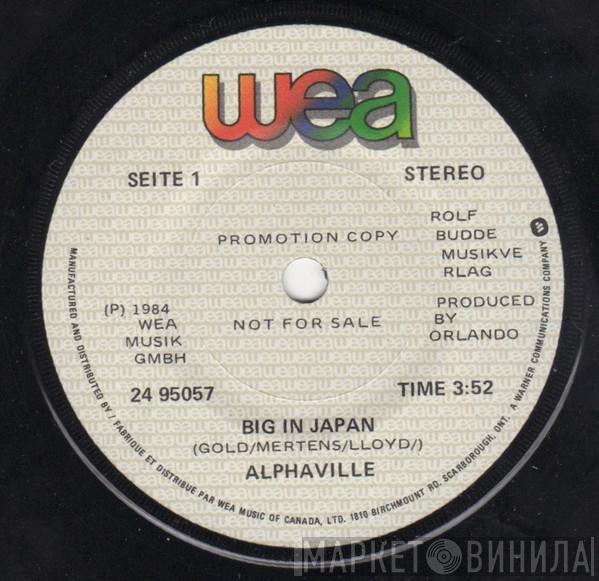 wea
SEITE 1
STEREO
PROMOTION COPY
ROLF
BUDDE
MUSIKVE
RLAG
(P) 1984
WEA
MUSIK
GMBH
NOT FOR SALE
PRODUCED
BY
ORLANDO
24 95057
TIME 3:52
BIG IN JAPAN
(GOLD/MERTENS/LLOYD/)
ALPHAVILLE
MANUFACTURED AND DISTRIBUTED BY / FABRIQUE ET DISTRIBUE PAR WEA MUSIC OF CANADA, LTD. 1810 BIRCHMOUNT RD. SCARBOROUGH, ONT. A WARNER COMMUNICATIONS COMPANY
МАРКЕТ ВИНИЛА